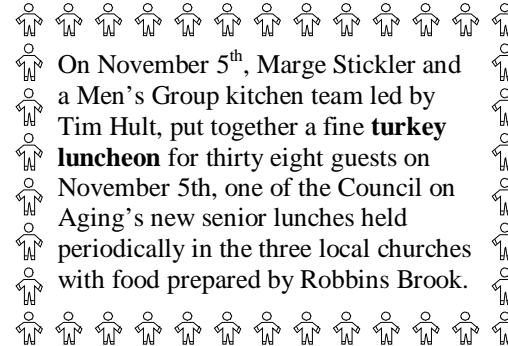 On November 5th, Marge Stickler and
a Men's Group kitchen team led by
Tim Hult, put together a fine turkey
luncheon for thirty eight guests on
November 5th, one of the Council on
Aging's new senior lunches held
periodically in the three local churches
with food prepared by Robbins Brook.